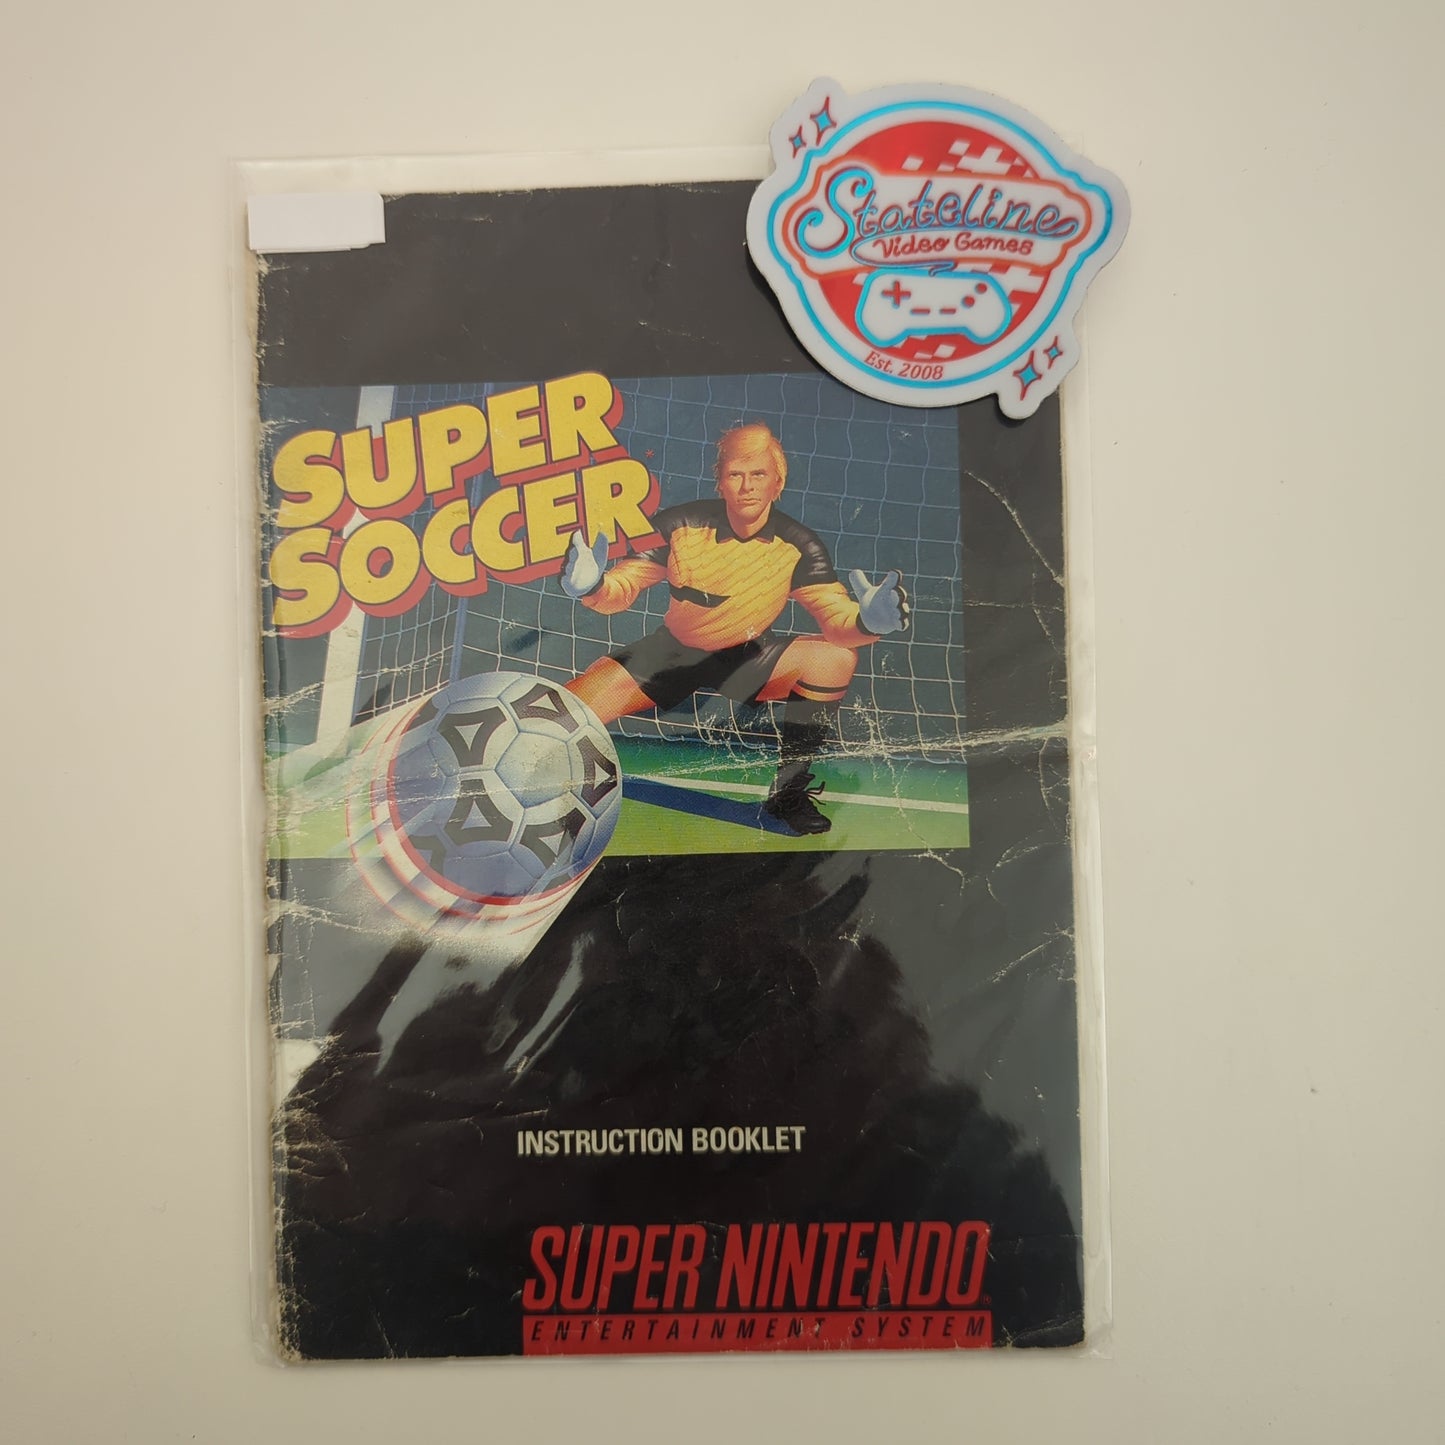 Stateline
Video Games
Est. 2008
SUPER
SOCCER*
INSTRUCTION BOOKLET
SUPER NINTENDO®
ENTERTAINMENT SYSTEM